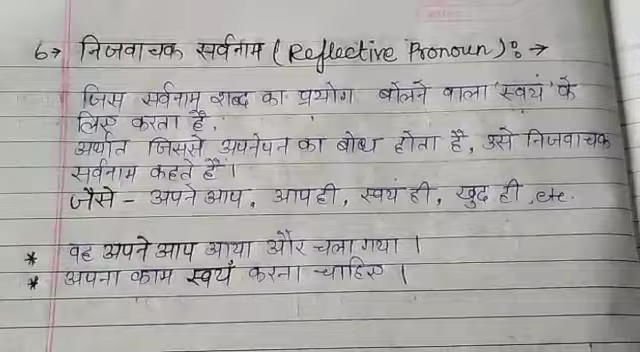 6→ निजवाचक सर्वनाम (Reflective Pronoun) : →
जिस सर्वनाम शब्द का प्रयोग बोलने वाला 'स्वयं' के
लिए करता है,
अर्थात जिससे अपनेपन का बोध होता है, उसे निजवाचक
सर्वनाम कहते हैं।
जैसे - अपने आप, आप ही, स्वयं ही, खुद ही, etc.
* वह अपने आप आया और चला गया।
* अपना काम स्वयं करना चाहिए।